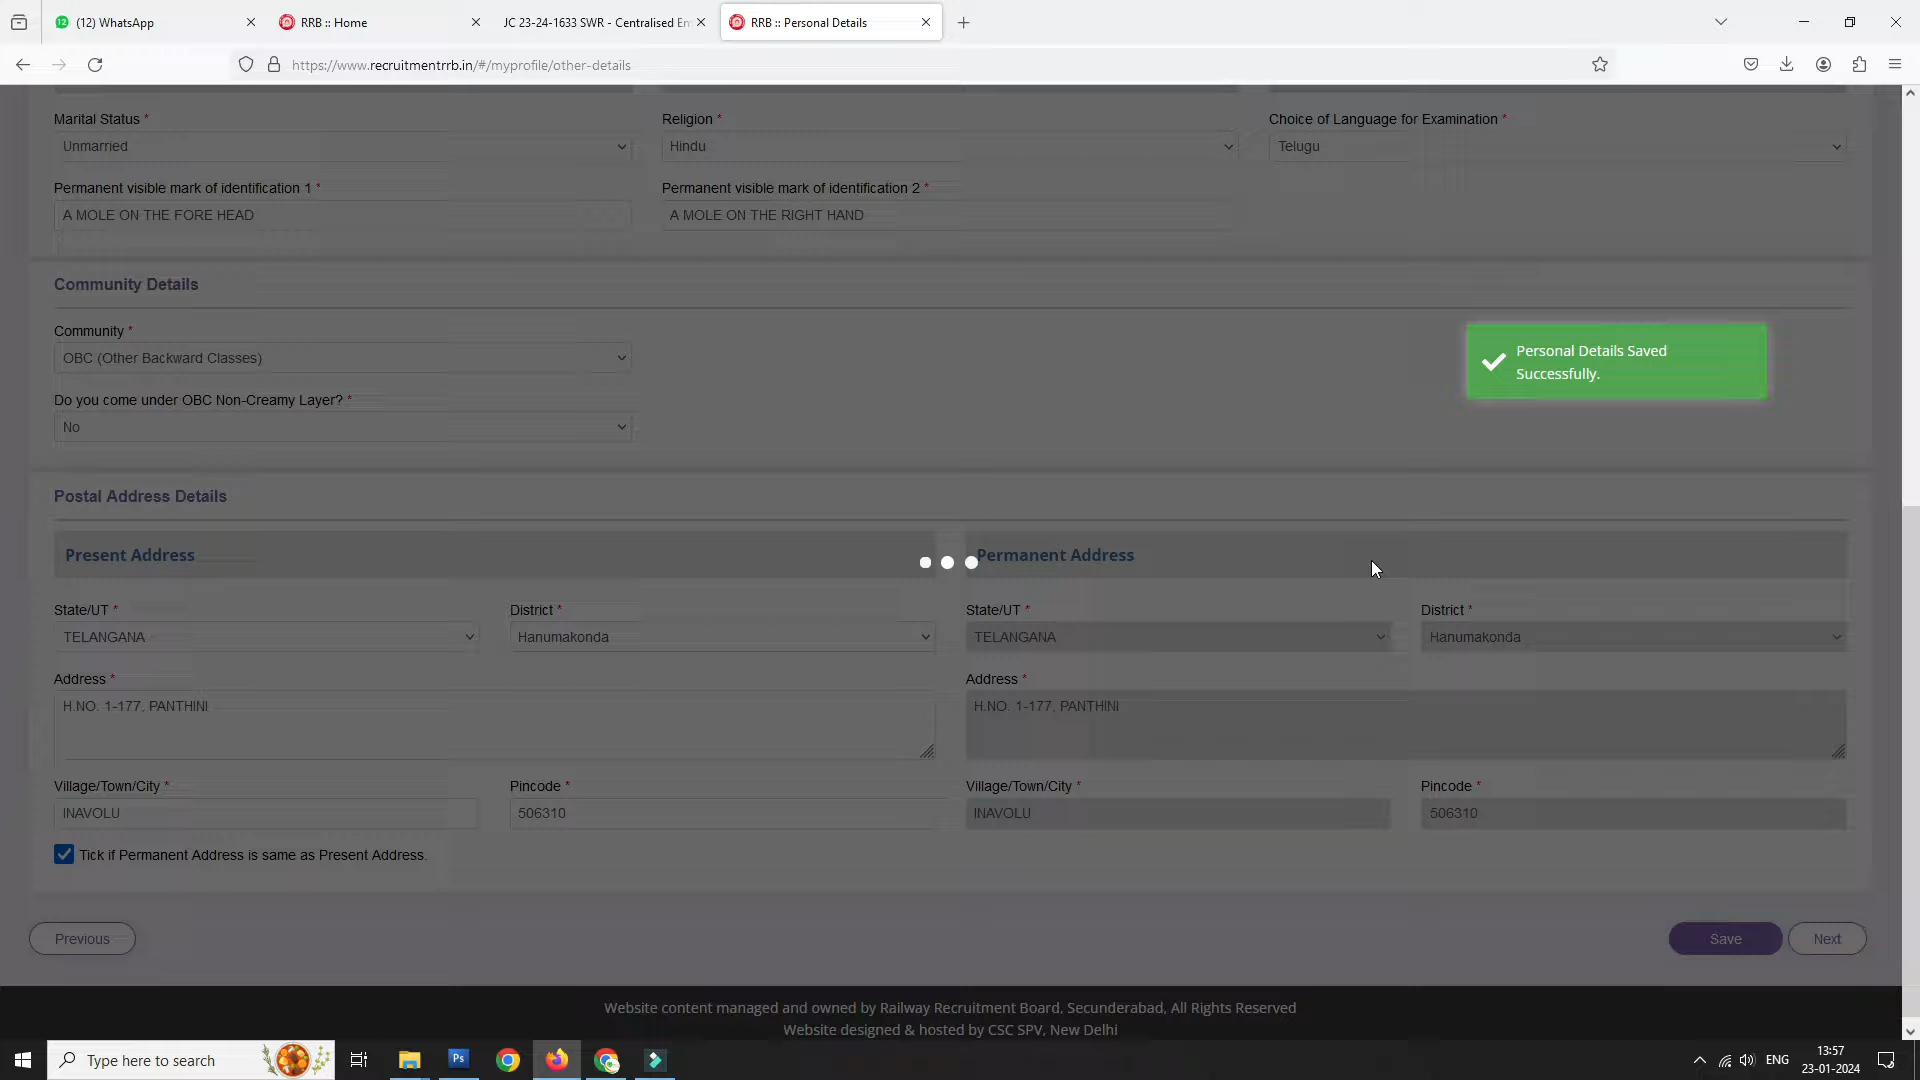 (12) WhatsApp
RRB :: Home
JC 23-24-1633 SWR - Centralised Em
RRB :: Personal Details
https://www.recruitmentrrb.in/#/myprofile/other-details
Marital Status *
Religion *
Choice of Language for Examination *
Unmarried
Hindu
Telugu
Permanent visible mark of identification 1 *
Permanent visible mark of identification 2 *
A MOLE ON THE FORE HEAD
A MOLE ON THE RIGHT HAND
Community Details
Community *
OBC (Other Backward Classes)
Personal Details Saved
Successfully.
Do you come under OBC Non-Creamy Layer? *
No
Postal Address Details
Present Address
Permanent Address
State/UT *
District *
State/UT *
District *
TELANGANA
Hanumakonda
TELANGANA
Hanumakonda
Address *
Address *
H.NO. 1-177, PANTHINI
H.NO. 1-177, PANTHINI
Village/Town/City *
Pincode *
Village/Town/City *
Pincode *
INAVOLU
506310
INAVOLU
506310
Tick if Permanent Address is same as Present Address.
Previous
Save
Next
Website content managed and owned by Railway Recruitment Board, Secunderabad, All Rights Reserved
Website designed & hosted by CSC SPV, New Delhi
Type here to search
Ps
ENG
13:57
23-01-2024